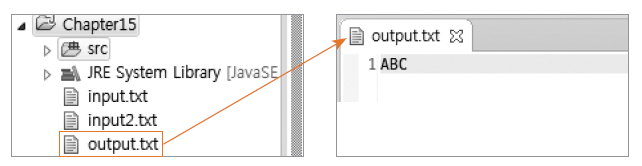 Chapter15
src
JRE System Library [JavaSE
input.txt
input2.txt
output.txt
output.txt
1 ABC